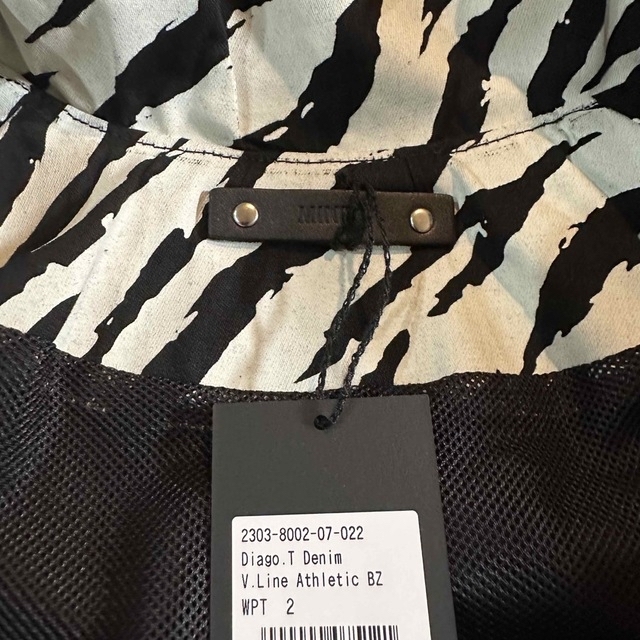 2303-8002-07-022
Diago.T Denim
V.Line Athletic BZ
WPT 2